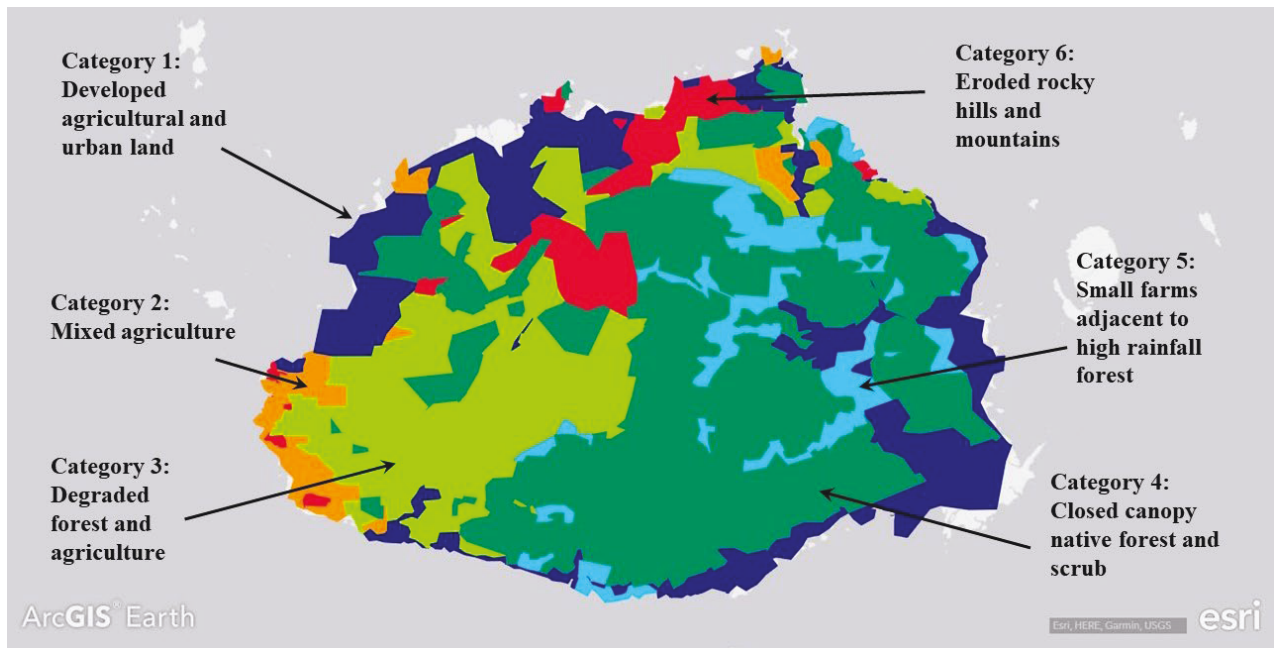 Category 1:
Developed
agricultural and
urban land
Category 6:
Eroded rocky
hills and
mountains
Category 2:
Mixed agriculture
Category 5:
Small farms
adjacent to
high rainfall
forest
Category 3:
Degraded
forest and
agriculture
Category 4:
Closed canopy
native forest and
scrub
ArcGIS® Earth
Esri, HERE, Garmin, USGS
esri